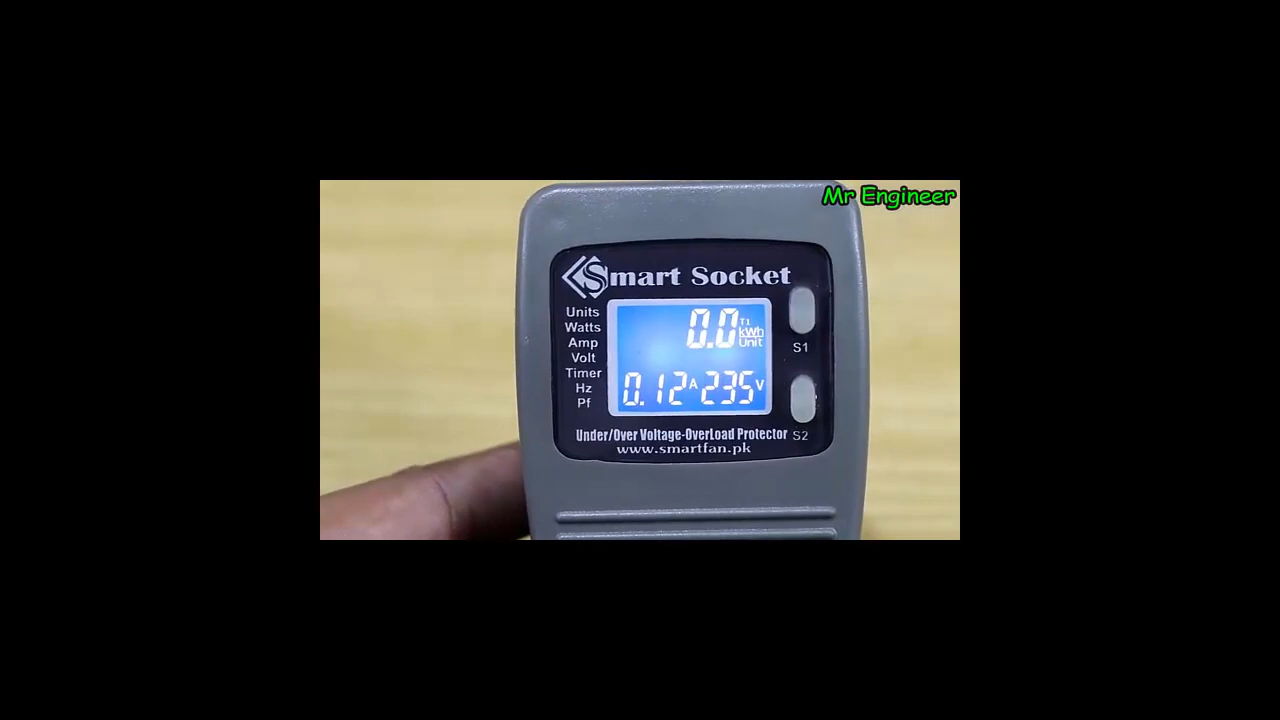 Mr Engineer
Smart Socket
Units
Watts
Amp
Volt
Timer
Hz
Pf
0.0 T1 kWh Unit
0.12 A 235 V
S1
S2
Under/Over Voltage-OverLoad Protector
www.smartfan.pk